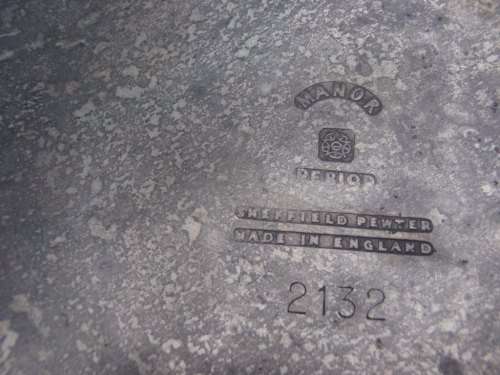 MANOR
PERIOD
SHEFFIELD PEWTER
MADE IN ENGLAND
2132